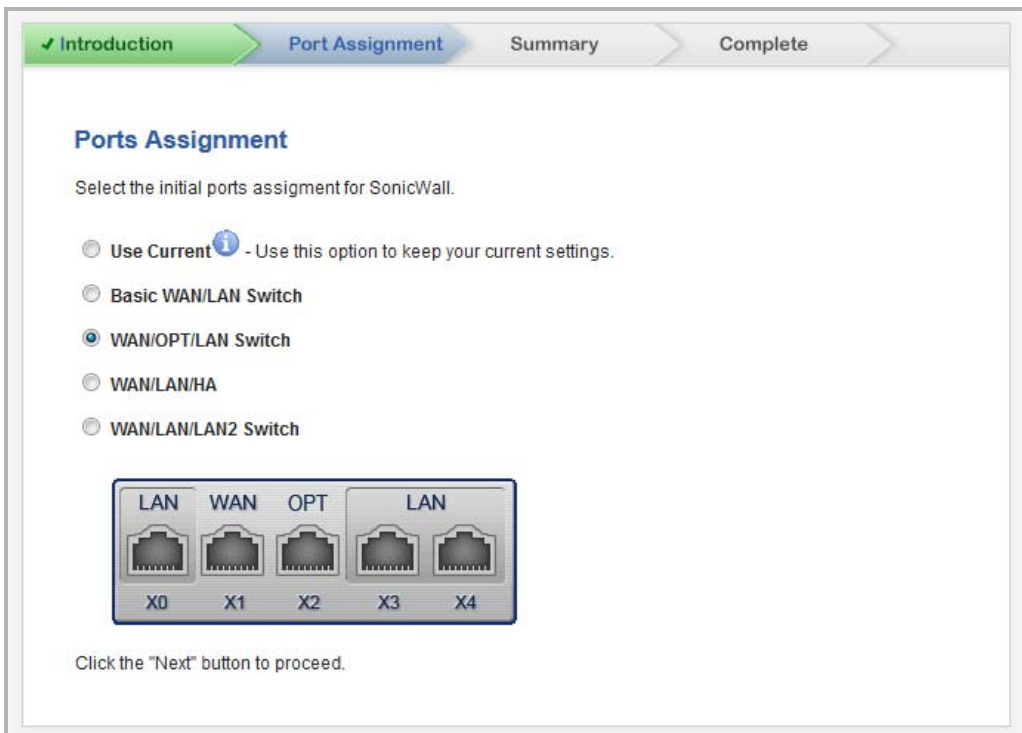 ✔ Introduction Port Assignment Summary Complete
Ports Assignment
Select the initial ports assigment for SonicWall.
Use Current - Use this option to keep your current settings.
Basic WAN/LAN Switch
WAN/OPT/LAN Switch
WAN/LAN/HA
WAN/LAN/LAN2 Switch
LAN WAN OPT LAN
X0 X1 X2 X3 X4
Click the "Next" button to proceed.